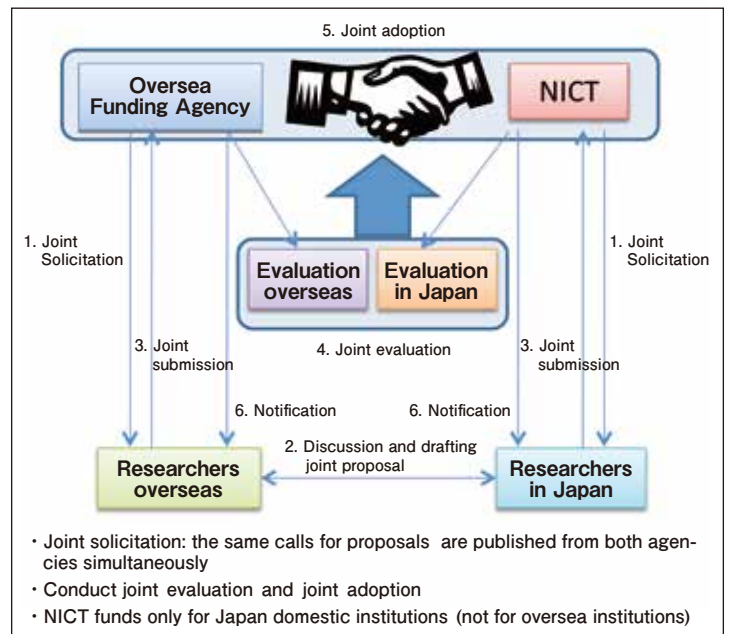 5. Joint adoption
Oversea
Funding Agency
NICT
1. Joint
Solicitation
1. Joint
Solicitation
Evaluation
overseas
Evaluation
in Japan
4. Joint evaluation
3. Joint
submission
3. Joint
submission
6. Notification
6. Notification
2. Discussion and drafting
joint proposal
Researchers
overseas
Researchers
in Japan
・Joint solicitation: the same calls for proposals are published from both agen-
cies simultaneously
・Conduct joint evaluation and joint adoption
・NICT funds only for Japan domestic institutions (not for oversea institutions)